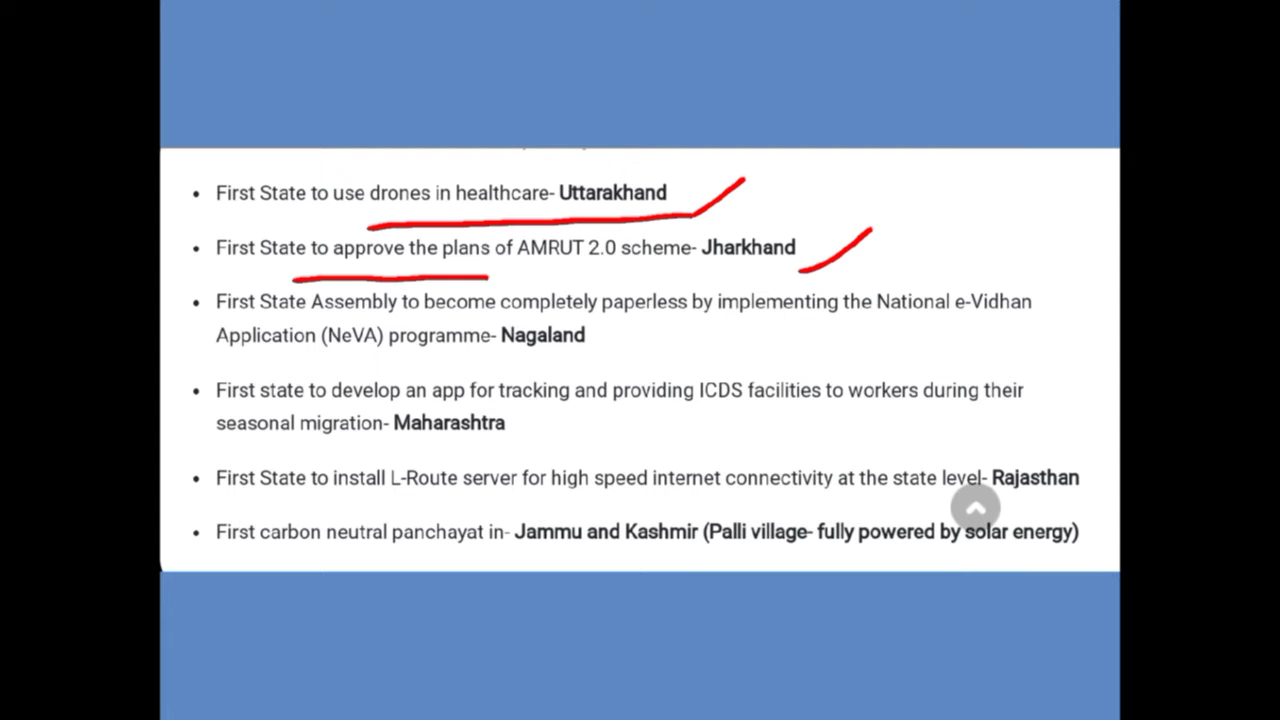 • First State to use drones in healthcare- Uttarakhand
• First State to approve the plans of AMRUT 2.0 scheme- Jharkhand
• First State Assembly to become completely paperless by implementing the National e-Vidhan
Application (NeVA) programme- Nagaland
• First state to develop an app for tracking and providing ICDS facilities to workers during their
seasonal migration- Maharashtra
• First State to install L-Route server for high speed internet connectivity at the state level- Rajasthan
• First carbon neutral panchayat in- Jammu and Kashmir (Palli village- fully powered by solar energy)